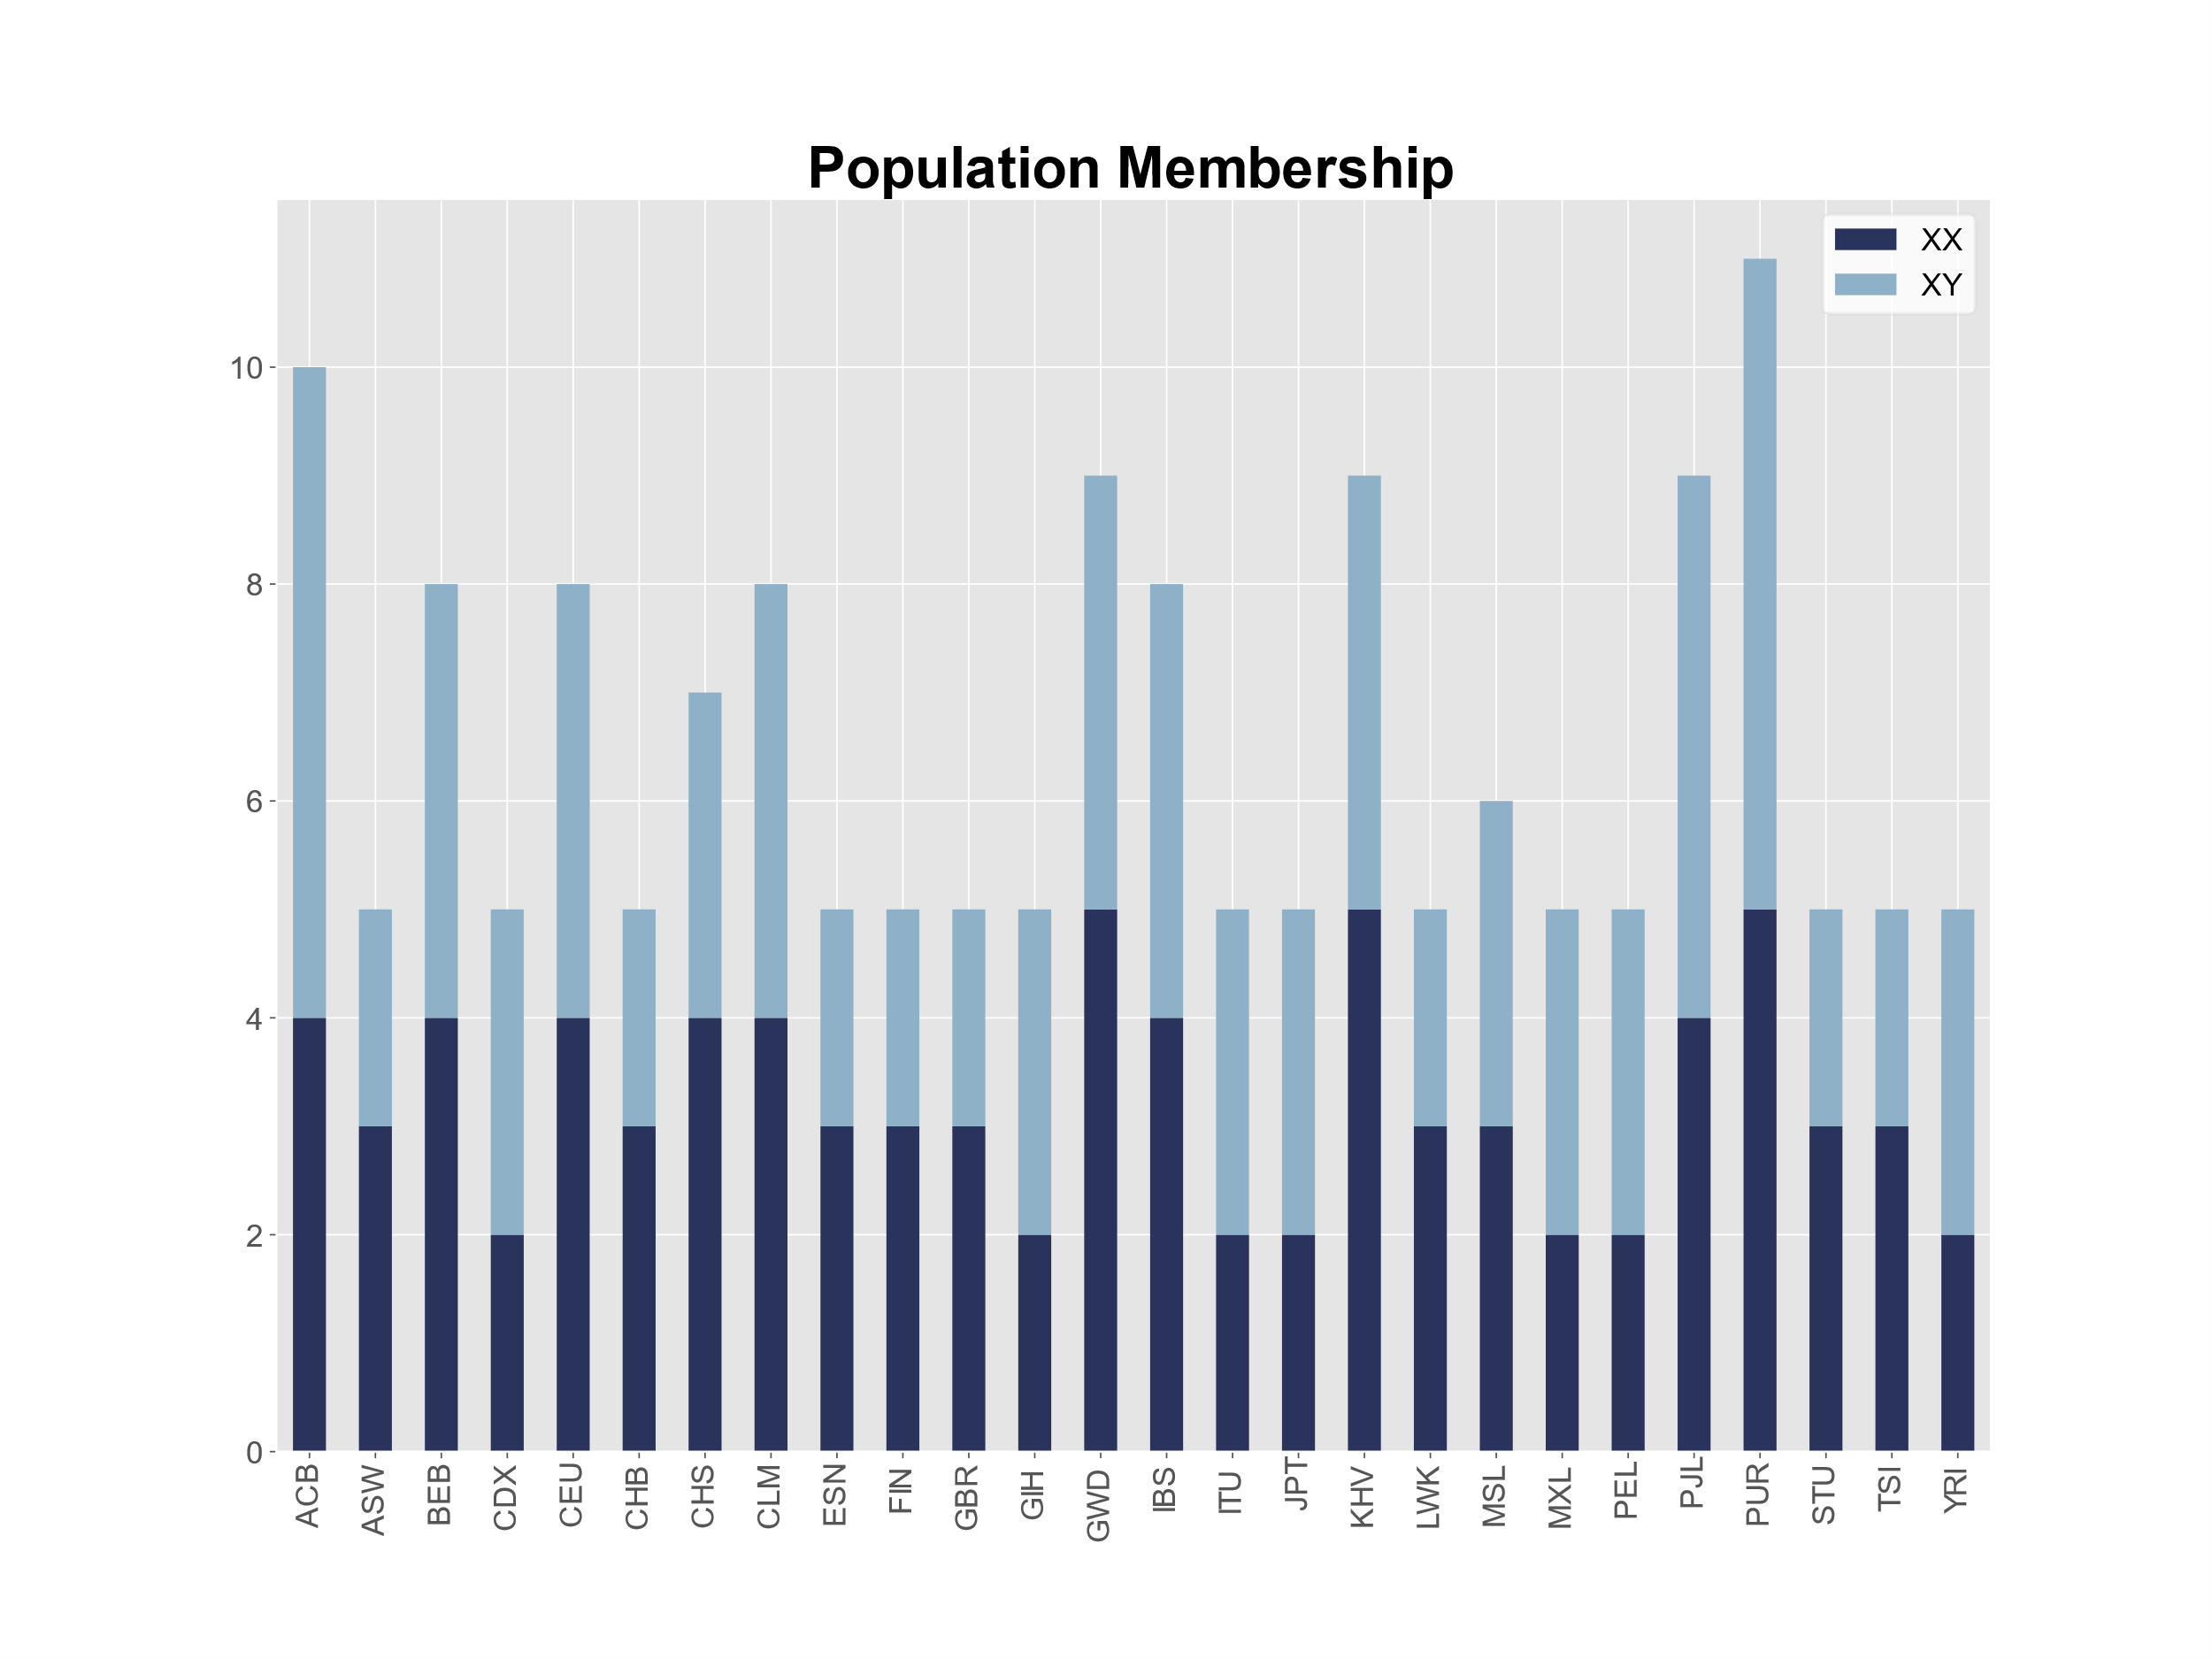 Population Membership
XX
XY
10
8
6
4
2
0
ACB
ASW
BEB
CDX
CEU
CHB
CHS
CLM
ESN
FIN
GBR
GIH
GWD
IBS
ITU
JPT
KHV
LWK
MSL
MXL
PEL
PJL
PUR
STU
TSI
YRI